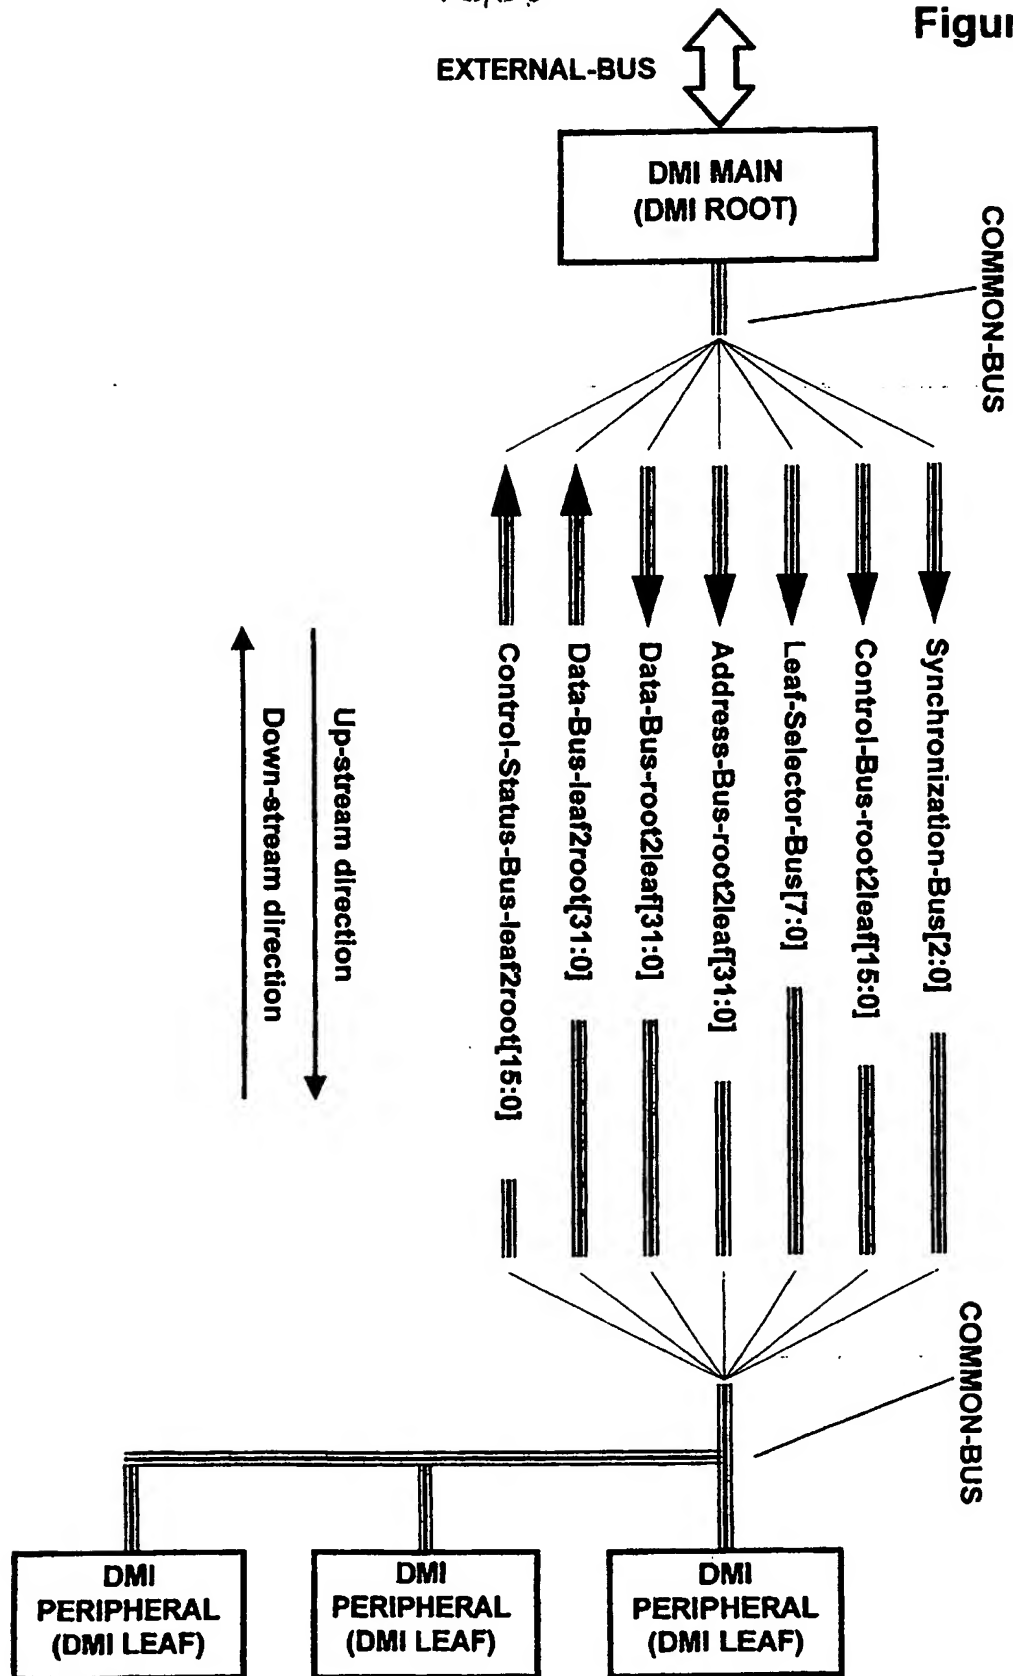 Figur
EXTERNAL-BUS
DMI MAIN
(DMI ROOT)
COMMON-BUS
Synchronization-Bus[2:0]
Control-Bus-root2leaf[15:0]
Leaf-Selector-Bus[7:0]
Address-Bus-root2leaf[31:0]
Data-Bus-root2leaf[31:0]
Data-Bus-leaf2root[31:0]
Control-Status-Bus-leaf2root[15:0]
Up-stream direction
Down-stream direction
COMMON-BUS
DMI
PERIPHERAL
(DMI LEAF)
DMI
PERIPHERAL
(DMI LEAF)
DMI
PERIPHERAL
(DMI LEAF)